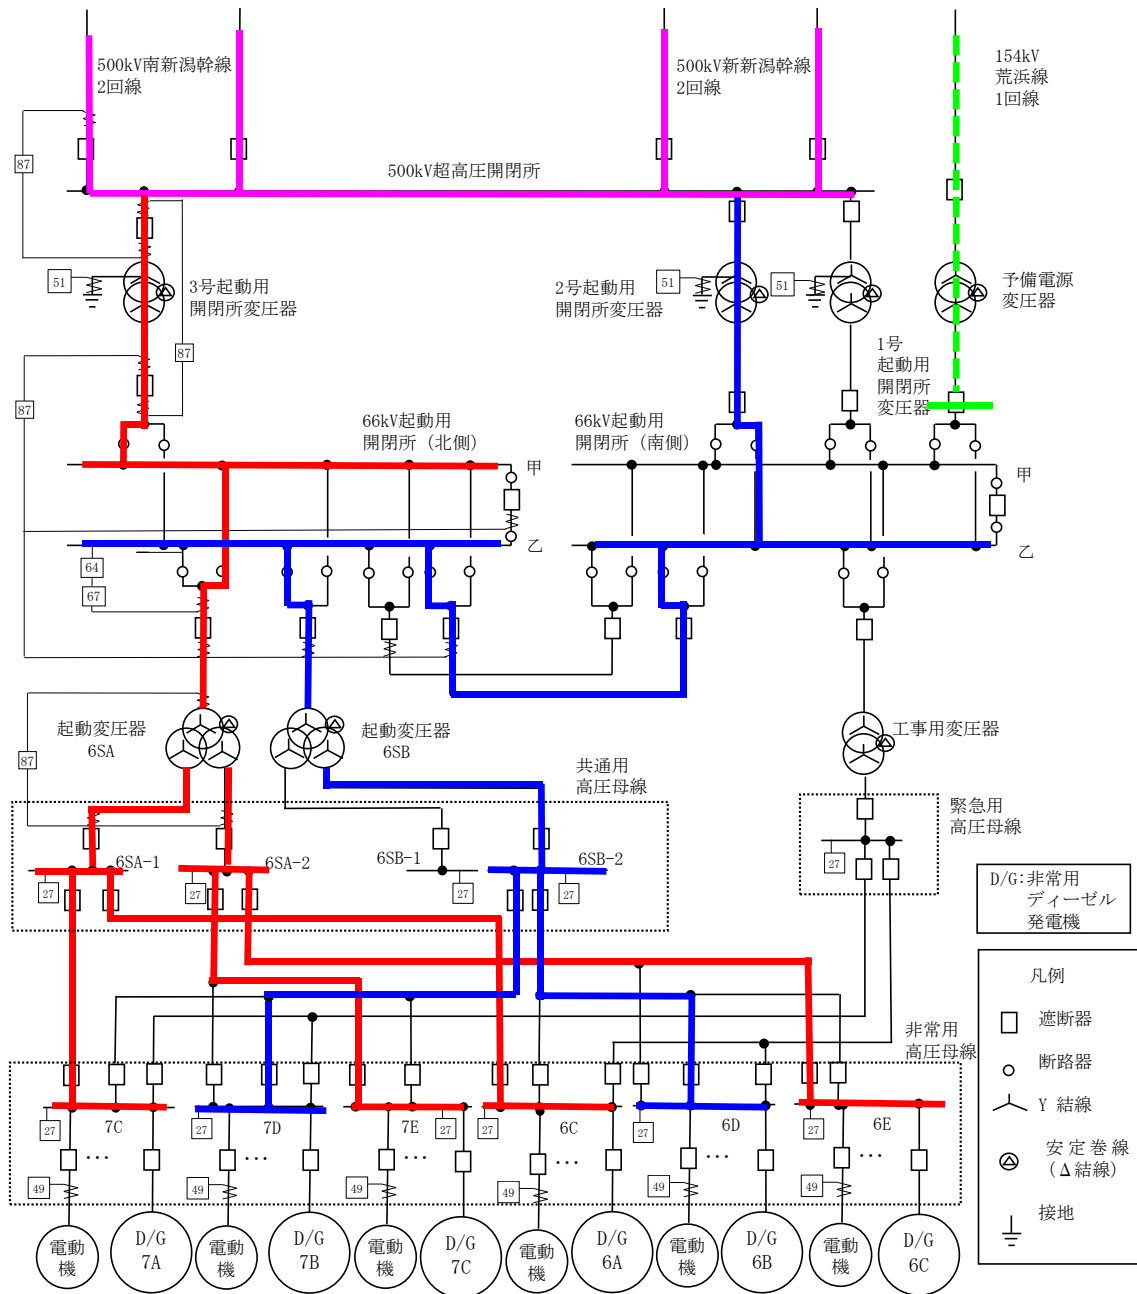 500kV南新潟幹線
2回線
500kV新新潟幹線
2回線
154kV
荒浜線
1回線
87
500kV超高圧開閉所
51
3号起動用
開閉所変圧器
2号起動用
開閉所変圧器
51
51
予備電源
変圧器
87
87
1号
起動用
開閉所
変圧器
66kV起動用
開閉所（北側）
66kV起動用
開閉所（南側）
甲
甲
乙
乙
64
67
起動変圧器
6SA
起動変圧器
6SB
工事用変圧器
87
共通用
高圧母線
緊急用
高圧母線
6SA-1
6SA-2
6SB-1
6SB-2
27
27
27
27
27
D/G:非常用
ディーゼル
発電機
凡例
遮断器
断路器
Y 結線
安定巻線
(Δ結線)
接地
非常用
高圧母線
7C
7D
7E
6C
6D
6E
27
27
27
27
27
27
･･･
･･･
･･･
･･･
･･･
･･･
49
49
49
49
49
49
電動
機
D/G
7A
電動
機
D/G
7B
電動
機
D/G
7C
電動
機
D/G
6A
電動
機
D/G
6B
電動
機
D/G
6C